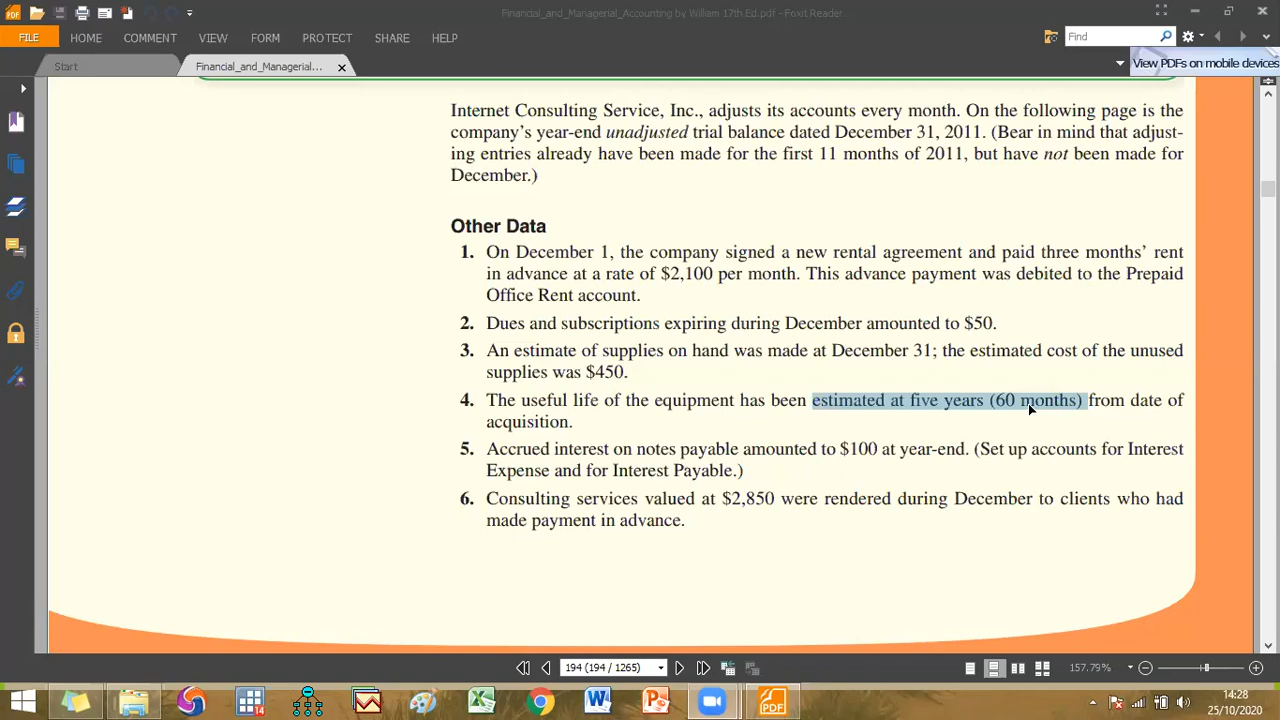 Financial_and_Managerial_Accounting by William 17th Ed.pdf - Foxit Reader
FILE HOME COMMENT VIEW FORM PROTECT SHARE HELP Find
Start Financial_and_Managerial... View PDFs on mobile devices
Internet Consulting Service, Inc., adjusts its accounts every month. On the following page is the
company's year-end unadjusted trial balance dated December 31, 2011. (Bear in mind that adjust-
ing entries already have been made for the first 11 months of 2011, but have not been made for
December.)
Other Data
1. On December 1, the company signed a new rental agreement and paid three months' rent
in advance at a rate of $2,100 per month. This advance payment was debited to the Prepaid
Office Rent account.
2. Dues and subscriptions expiring during December amounted to $50.
3. An estimate of supplies on hand was made at December 31; the estimated cost of the unused
supplies was $450.
4. The useful life of the equipment has been estimated at five years (60 months) from date of
acquisition.
5. Accrued interest on notes payable amounted to $100 at year-end. (Set up accounts for Interest
Expense and for Interest Payable.)
6. Consulting services valued at $2,850 were rendered during December to clients who had
made payment in advance.
194 (194 / 1265) 157.79%
14
PDF
14:28
25/10/2020